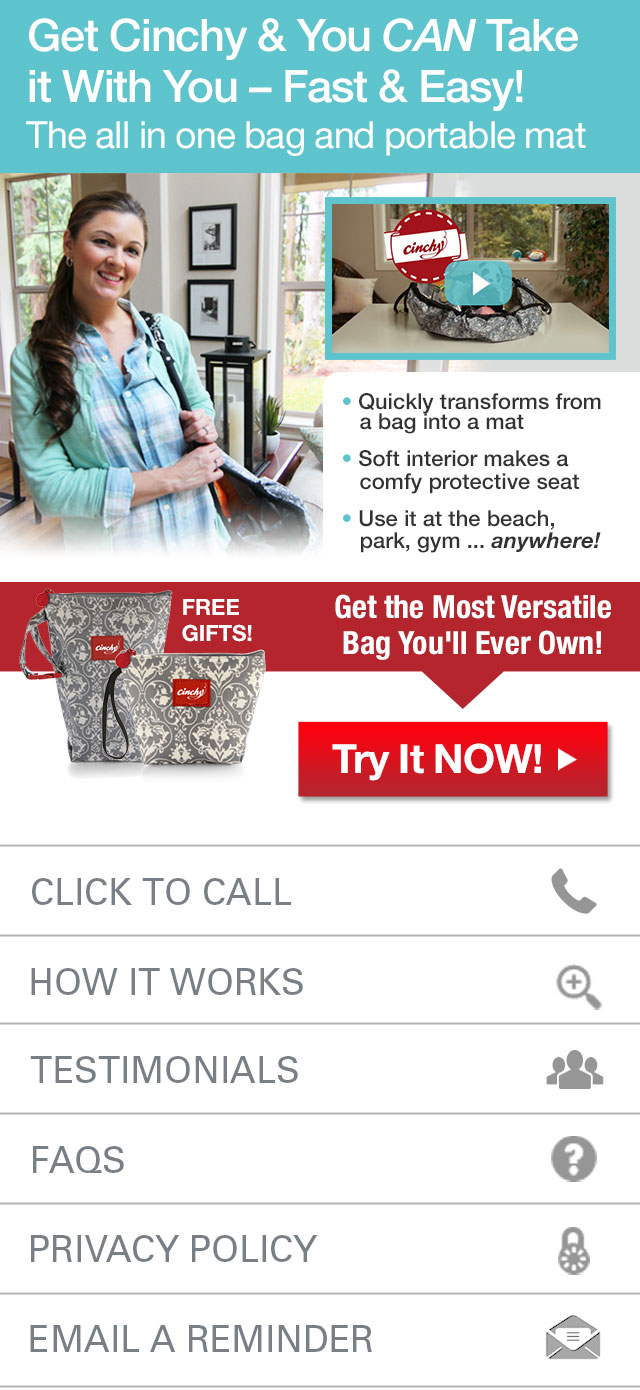 Get Cinchy & You CAN Take
it With You – Fast & Easy!
The all in one bag and portable mat
cinchy
• Quickly transforms from
a bag into a mat
• Soft interior makes a
comfy protective seat
• Use it at the beach,
park, gym ... anywhere!
FREE
GIFTS!
cinchy
cinchy
Get the Most Versatile
Bag You'll Ever Own!
Try It NOW!
CLICK TO CALL
HOW IT WORKS
TESTIMONIALS
FAQS
PRIVACY POLICY
EMAIL A REMINDER